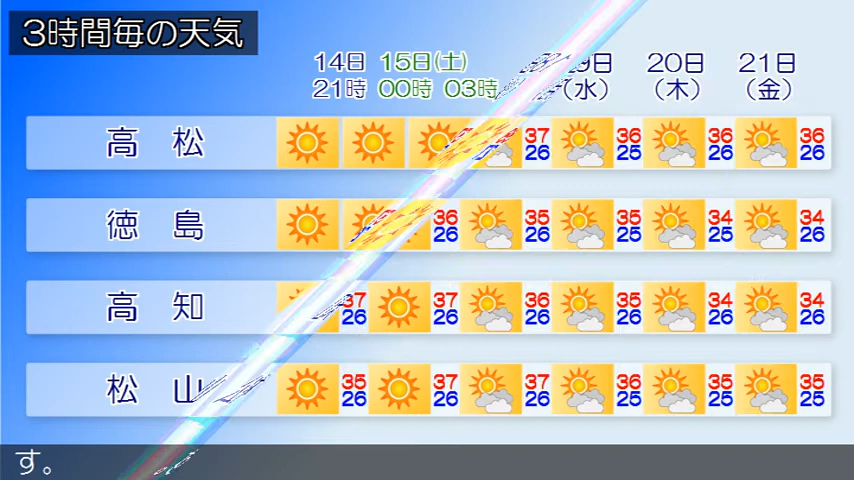 3時間毎の天気
14日 15日(土) 9日 20日 21日
21時 00時 03時 (水) (木) (金)
高松 37 36 36 36
26 25 26 26
徳島 36 35 35 34 34
26 26 25 25 26
高知 37 37 36 35 34 34
26 26 26 26 25 26
松山 35 37 37 36 35 35
26 26 26 25 25 25
す。